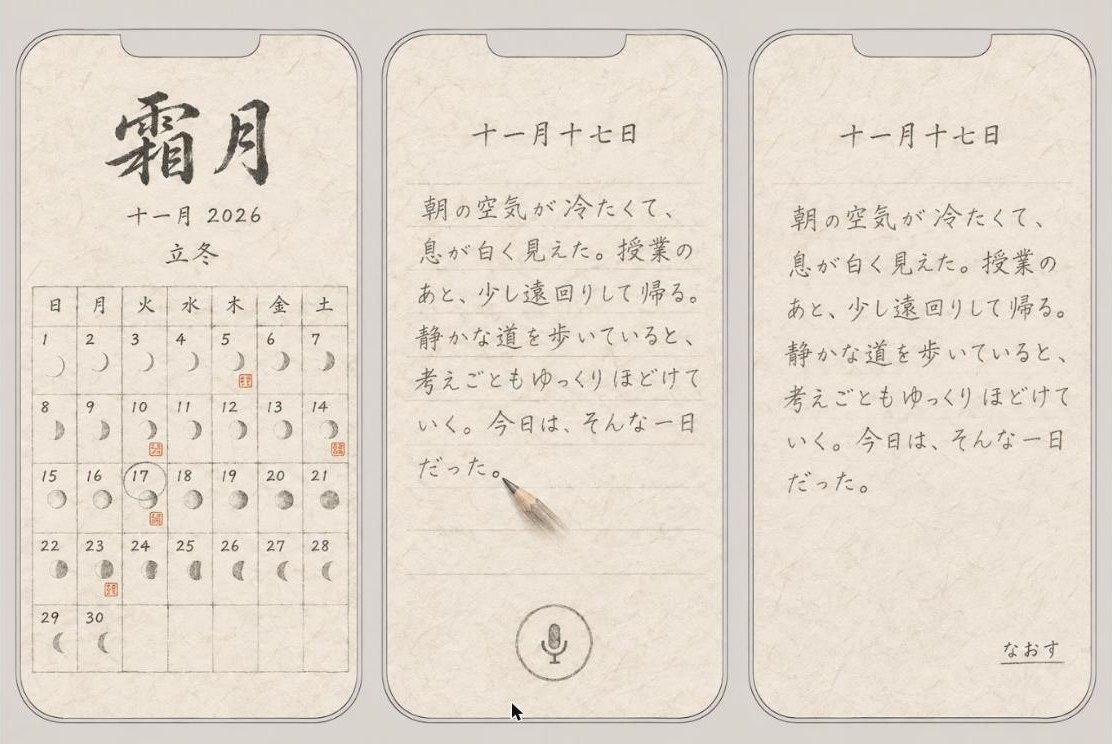 霜月
十一月 2026
立冬
日 月 火 水 木 金 土
1 2 3 4 5 6 7
8 9 10 11 12 13 14
15 16 17 18 19 20 21
22 23 24 25 26 27 28
29 30
十一月十七日
朝の空気が冷たくて、
息が白く見えた。授業の
あと、少し遠回りして帰る。
静かな道を歩いていると、
考えごともゆっくりほどけて
いく。今日は、そんな一日
だった。
十一月十七日
朝の空気が冷たくて、
息が白く見えた。授業の
あと、少し遠回りして帰る。
静かな道を歩いていると、
考えごともゆっくりほどけて
いく。今日は、そんな一日
だった。
なおす